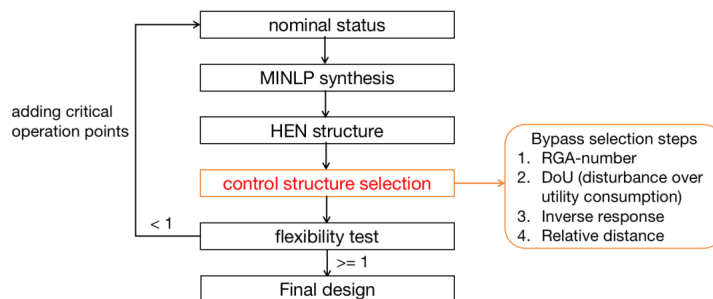 nominal status
MINLP synthesis
adding critical
operation points
HEN structure
control structure selection
Bypass selection steps
1. RGA-number
2. DoU (disturbance over
utility consumption)
3. Inverse response
4. Relative distance
< 1
flexibility test
>= 1
Final design